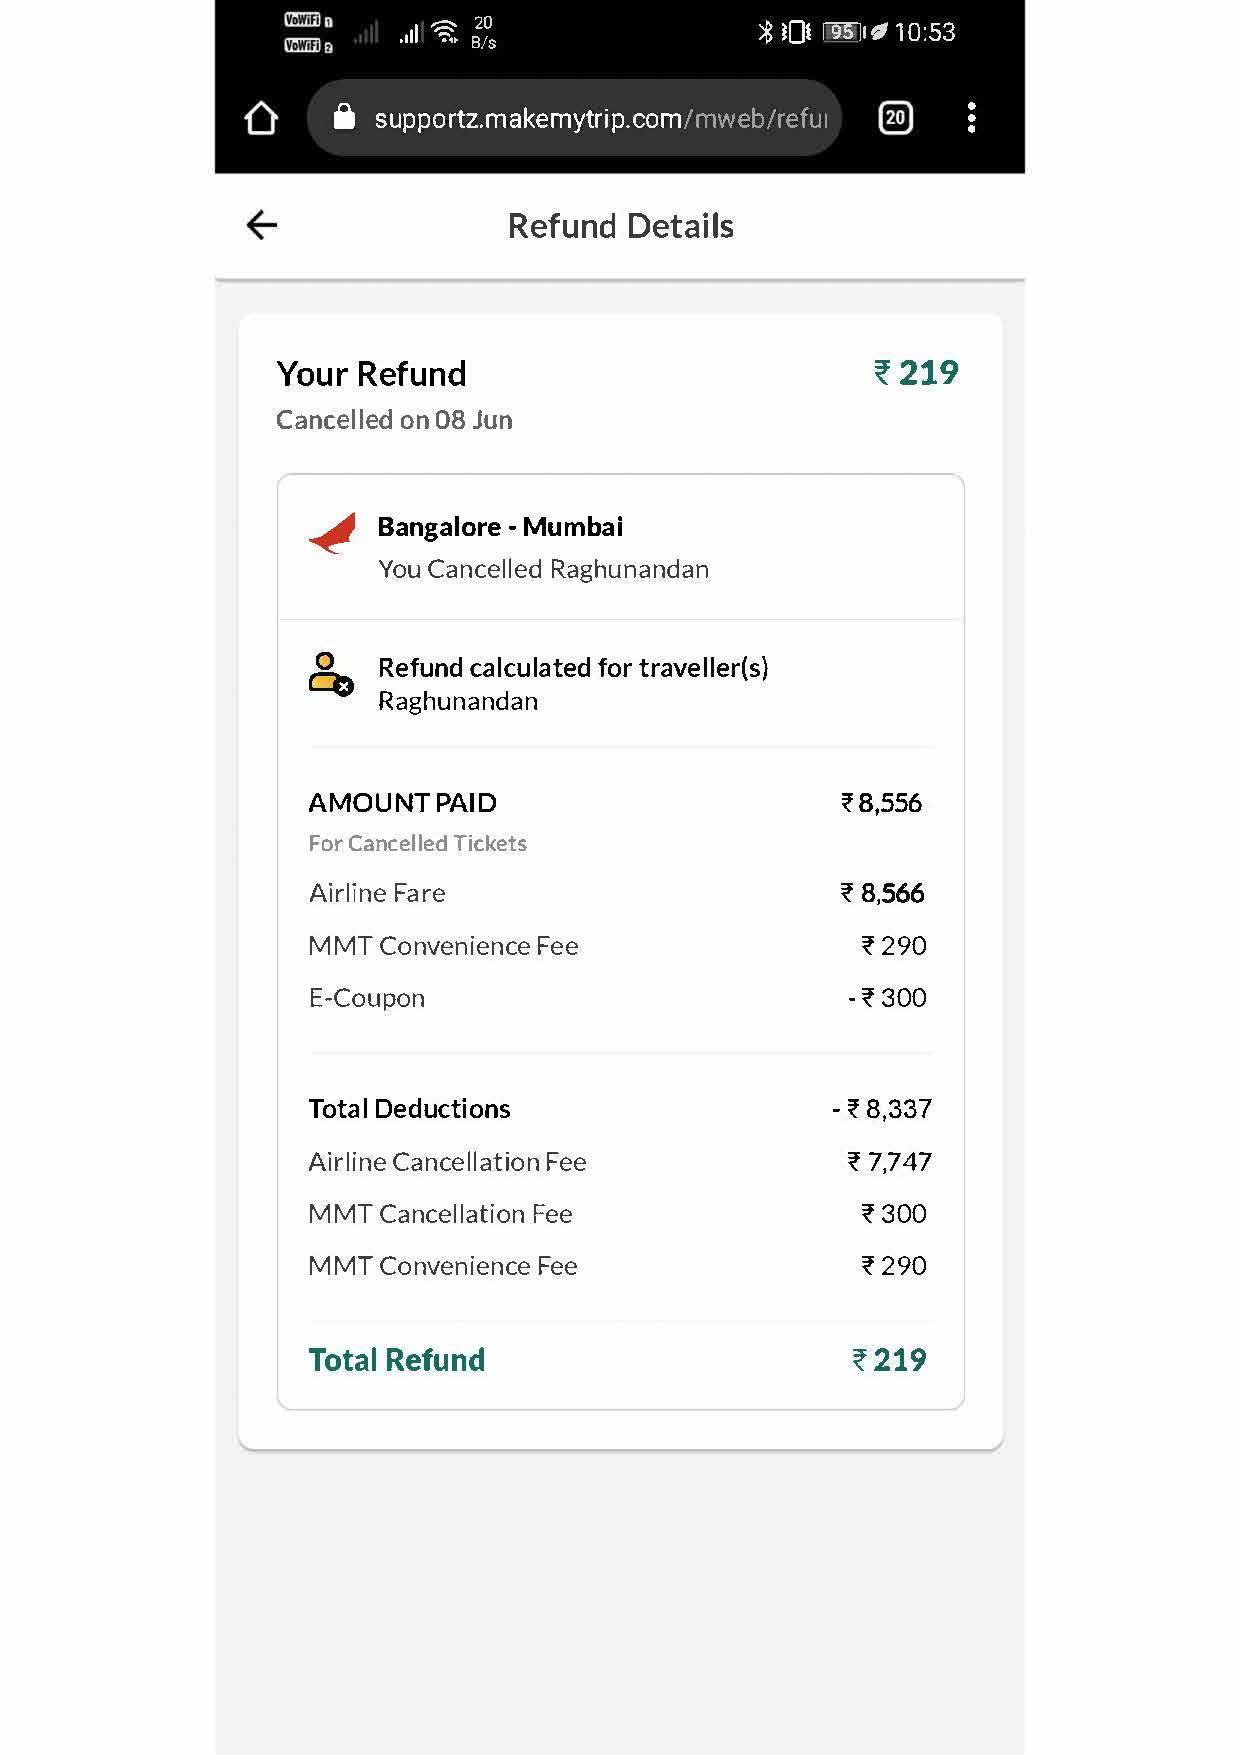 VoWiFi 1 20 95 10:53
VoWiFi 2 B/s
supportz.makemytrip.com/mweb/refu 20
Refund Details
Your Refund ₹ 219
Cancelled on 08 Jun
Bangalore - Mumbai
You Cancelled Raghunandan
Refund calculated for traveller(s)
Raghunandan
AMOUNT PAID ₹ 8,556
For Cancelled Tickets
Airline Fare ₹ 8,566
MMT Convenience Fee ₹ 290
E-Coupon - ₹ 300
Total Deductions - ₹ 8,337
Airline Cancellation Fee ₹ 7,747
MMT Cancellation Fee ₹ 300
MMT Convenience Fee ₹ 290
Total Refund ₹ 219